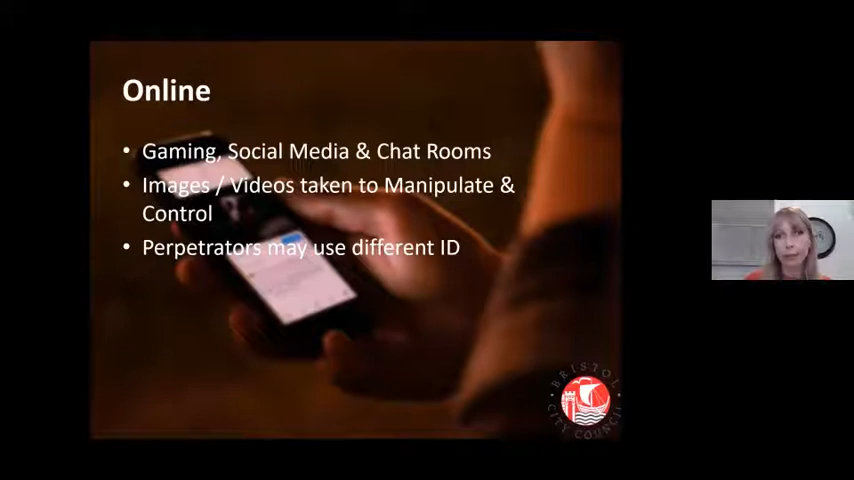 Online
• Gaming, Social Media & Chat Rooms
• Images / Videos taken to Manipulate &
Control
• Perpetrators may use different ID
BRISTOL
CITY COUNCIL